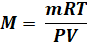 M = mRT / PV